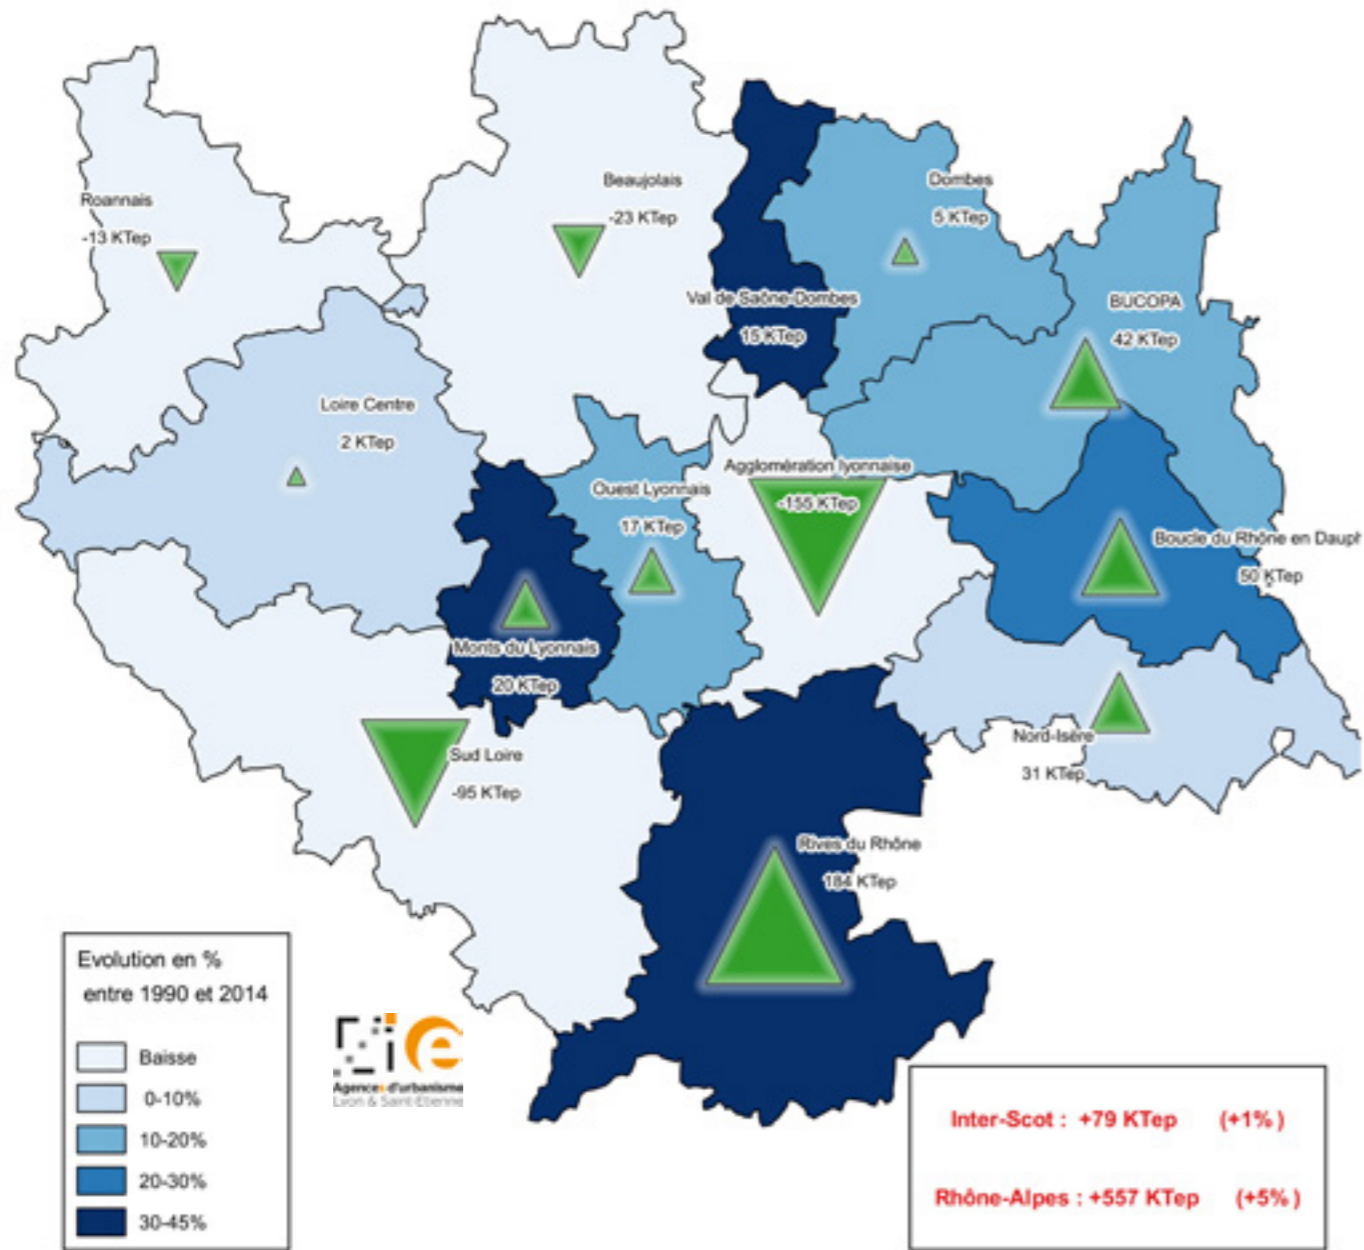 Roannais
-13 KTep
Beaujolais
-23 KTep
Dombes
5 KTep
Val de Saône-Dombes
15 KTep
BUCOPA
42 KTep
Loire Centre
2 KTep
Agglomération lyonnaise
-155 KTep
Ouest Lyonnais
17 KTep
Boucle du Rhône en Dauph
50 KTep
Monts du Lyonnais
20 KTep
Nord-Isère
31 KTep
Sud Loire
-95 KTep
Rives du Rhône
184 KTep
Evolution en %
entre 1990 et 2014
Baisse
0-10%
10-20%
20-30%
30-45%
e
Agences d'urbanisme
Lyon & Saint-Etienne
Inter-Scot : +79 KTep (+1% )
Rhône-Alpes : +557 KTep (+5% )